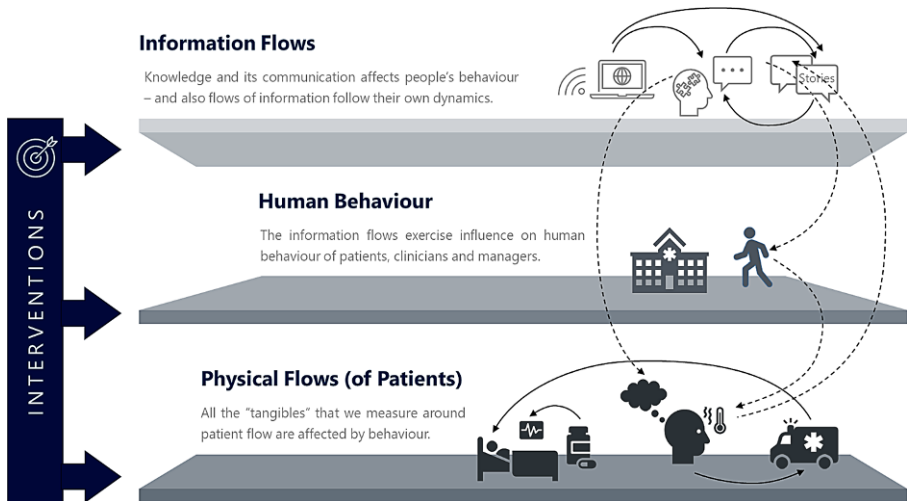 Information Flows
Knowledge and its communication affects people's behaviour
– and also flows of information follow their own dynamics.
Stories
INTERVENTIONS
Human Behaviour
The information flows exercise influence on human
behaviour of patients, clinicians and managers.
Physical Flows (of Patients)
All the "tangibles" that we measure around
patient flow are affected by behaviour.